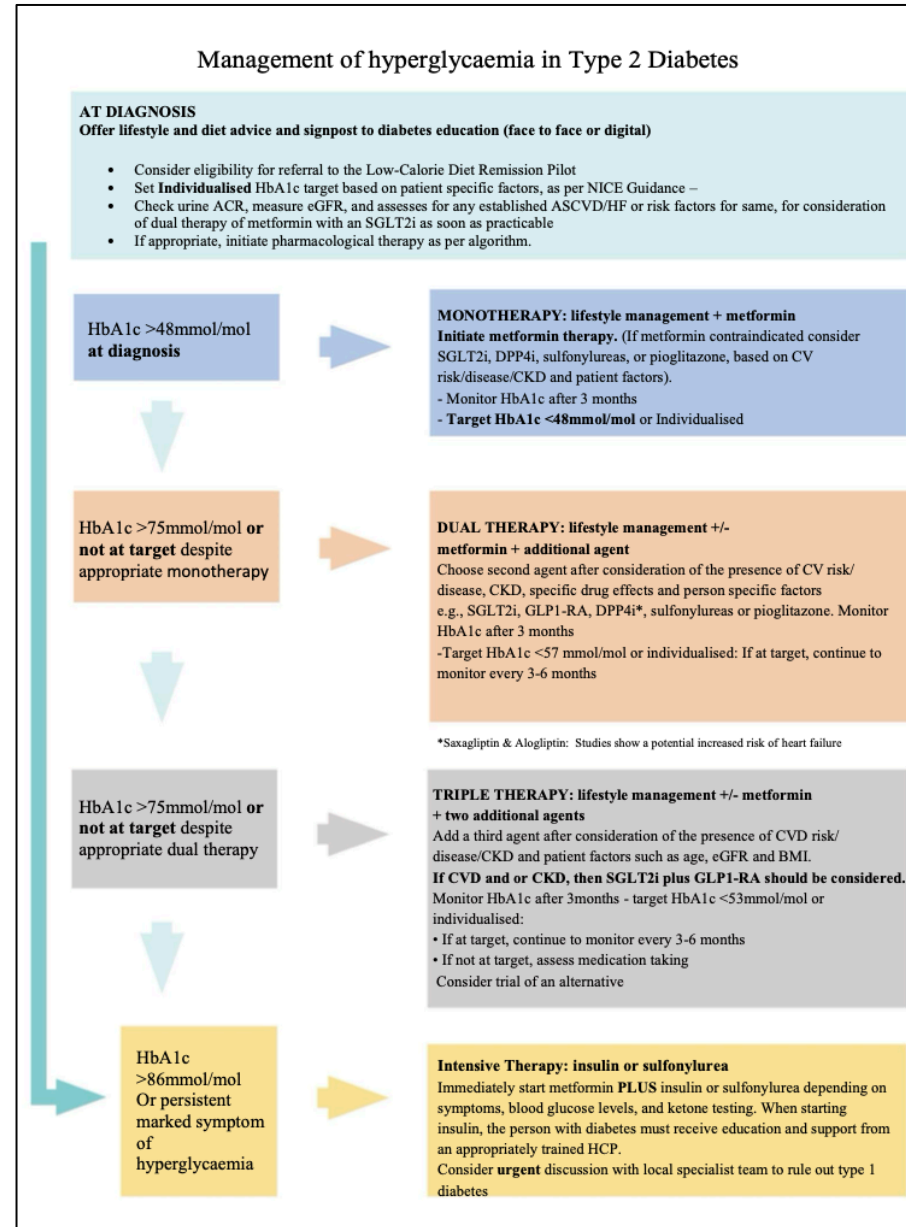 Management of hyperglycaemia in Type 2 Diabetes
AT DIAGNOSIS
Offer lifestyle and diet advice and signpost to diabetes education (face to face or digital)
• Consider eligibility for referral to the Low-Calorie Diet Remission Pilot
• Set Individualised HbA1c target based on patient specific factors, as per NICE Guidance –
• Check urine ACR, measure eGFR, and assesses for any established ASCVD/HF or risk factors for same, for consideration
of dual therapy of metformin with an SGLT2i as soon as practicable
• If appropriate, initiate pharmacological therapy as per algorithm.
HbA1c >48mmol/mol
at diagnosis
MONOTHERAPY: lifestyle management + metformin
Initiate metformin therapy. (If metformin contraindicated consider
SGLT2i, DPP4i, sulfonylureas, or pioglitazone, based on CV
risk/disease/CKD and patient factors).
- Monitor HbA1c after 3 months
- Target HbA1c <48mmol/mol or Individualised
HbA1c >75mmol/mol or
not at target despite
appropriate monotherapy
DUAL THERAPY: lifestyle management +/-
metformin + additional agent
Choose second agent after consideration of the presence of CV risk/
disease, CKD, specific drug effects and person specific factors
e.g., SGLT2i, GLP1-RA, DPP4i*, sulfonylureas or pioglitazone. Monitor
HbA1c after 3 months
-Target HbA1c <57 mmol/mol or individualised: If at target, continue to
monitor every 3-6 months
*Saxagliptin & Alogliptin: Studies show a potential increased risk of heart failure
HbA1c >75mmol/mol or
not at target despite
appropriate dual therapy
TRIPLE THERAPY: lifestyle management +/- metformin
+ two additional agents
Add a third agent after consideration of the presence of CVD risk/
disease/CKD and patient factors such as age, eGFR and BMI.
If CVD and or CKD, then SGLT2i plus GLP1-RA should be considered.
Monitor HbA1c after 3months - target HbA1c <53mmol/mol or
individualised:
• If at target, continue to monitor every 3-6 months
• If not at target, assess medication taking
Consider trial of an alternative
HbA1c
>86mmol/mol
Or persistent
marked symptom
of
hyperglycaemia
Intensive Therapy: insulin or sulfonylurea
Immediately start metformin PLUS insulin or sulfonylurea depending on
symptoms, blood glucose levels, and ketone testing. When starting
insulin, the person with diabetes must receive education and support from
an appropriately trained HCP.
Consider urgent discussion with local specialist team to rule out type 1
diabetes